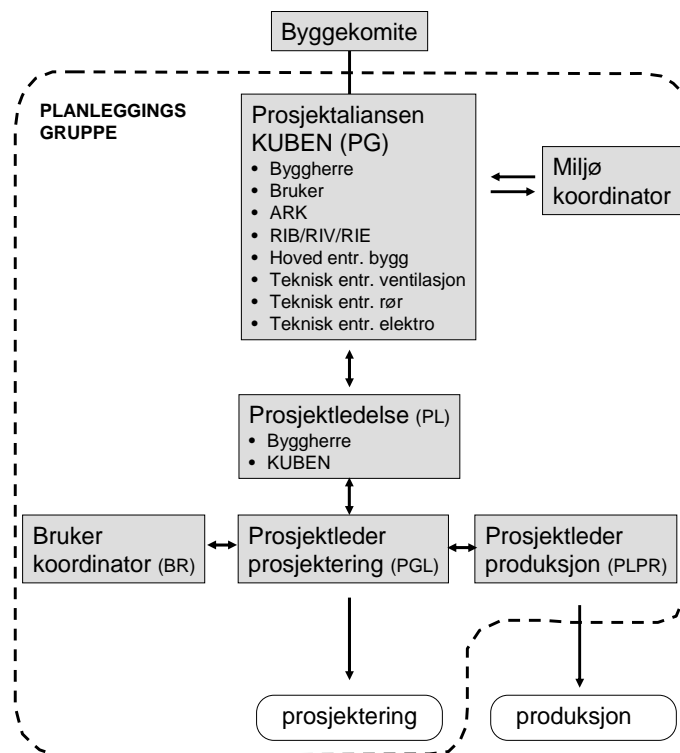 Byggekomite
PLANLEGGINGS
GRUPPE
Prosjektaliansen
KUBEN (PG)
• Byggherre
• Bruker
• ARK
• RIB/RIV/RIE
• Hoved entr. bygg
• Teknisk entr. ventilasjon
• Teknisk entr. rør
• Teknisk entr. elektro
Miljø
koordinator
Prosjektledelse (PL)
• Byggherre
• KUBEN
Bruker
koordinator (BR)
Prosjektleder
prosjektering (PGL)
Prosjektleder
produksjon (PLPR)
prosjektering
produksjon